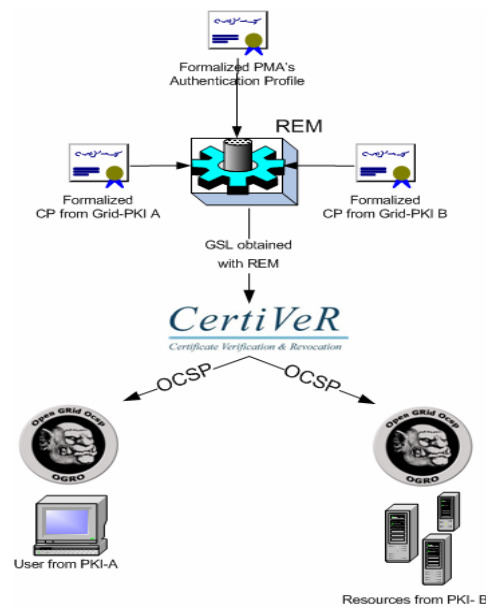 Formalized PMA's
Authentication Profile
REM
Formalized
CP from Grid-PKI A
Formalized
CP from Grid-PKI B
GSL obtained
with REM
CertiVeR
Certificate Verification & Revocation
OCSP
OCSP
Open GRid Ocsp
OGRO
Open GRid Ocsp
OGRO
User from PKI-A
Resources from PKI- B